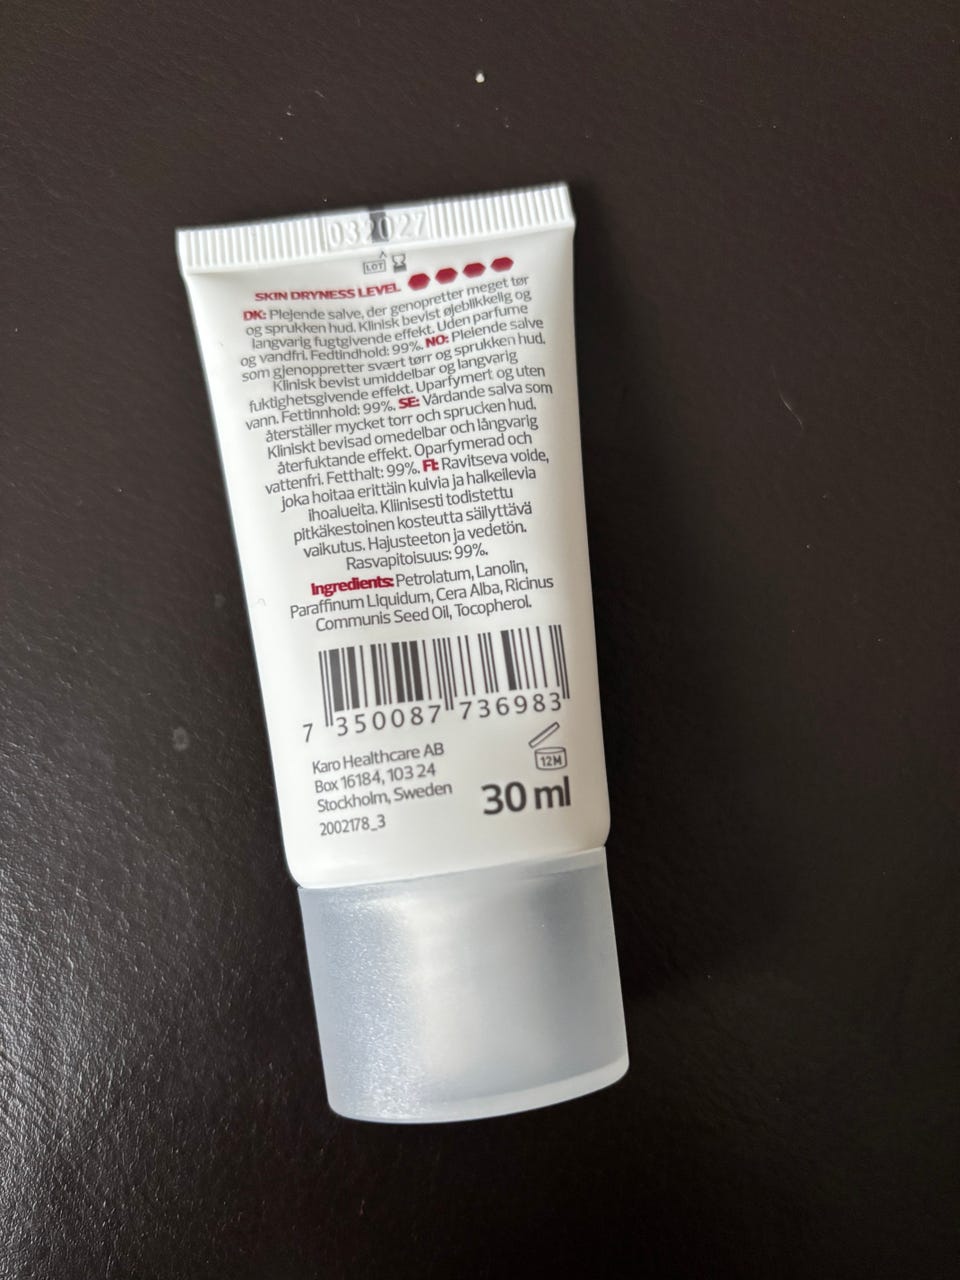 032027
LOT
SKIN DRYNESS LEVEL
DK: Plejende salve, der genopretter meget tør
og sprukken hud. Klinisk bevist øjeblikkelig og
langvarig fugtgivende effekt. Uden parfume
og vandfri. Fedtindhold: 99%. NO: Pleiende salve
som gjenoppretter svært tørr og sprukken hud.
Klinisk bevist umiddelbar og langvarig
fuktighetsgivende effekt. Uparfymert og uten
vann. Fettinnhold: 99%. SE: Vårdande salva som
återställer mycket torr och sprucken hud.
Kliniskt bevisad omedelbar och långvarig
återfuktande effekt. Oparfymerad och
vattenfri. Fetthalt: 99%. FI: Ravitseva voide,
joka hoitaa erittäin kuivia ja halkeilevia
ihoalueita. Kliinisesti todistettu
pitkäkestoinen kosteutta säilyttävä
vaikutus. Hajusteeton ja vedetön.
Rasvapitoisuus: 99%.
Ingredients: Petrolatum, Lanolin,
Paraffinum Liquidum, Cera Alba, Ricinus
Communis Seed Oil, Tocopherol.
7 350087 736983
Karo Healthcare AB
Box 16184, 103 24
Stockholm, Sweden
2002178_3
12M
30 ml